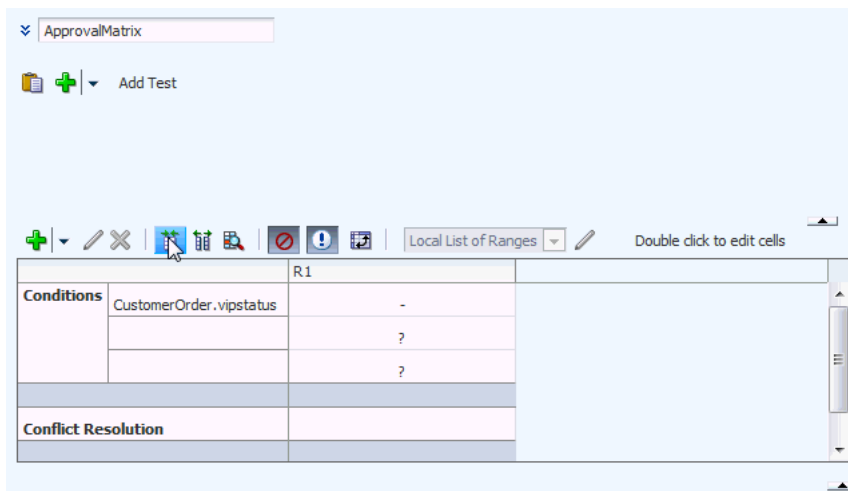 ApprovalMatrix
Add Test
Local List of Ranges
Double click to edit cells
R1
Conditions
CustomerOrder.vipstatus
-
?
?
Conflict Resolution